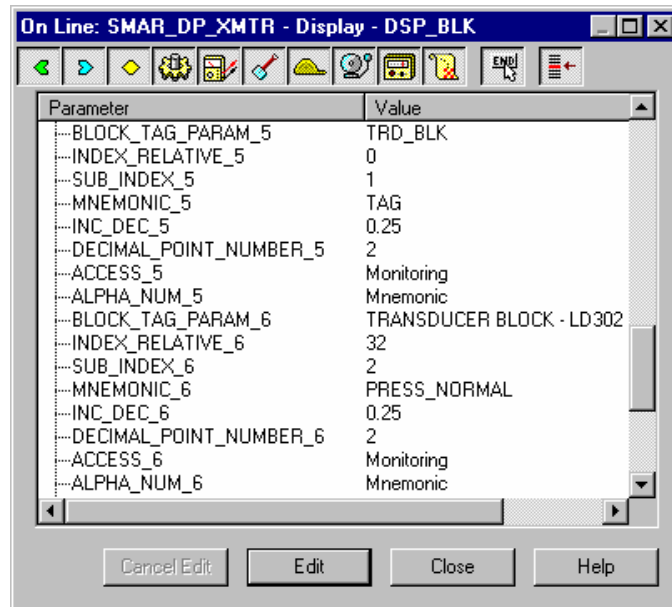 On Line: SMAR_DP_XMTR - Display - DSP_BLK
END
Parameter Value
BLOCK_TAG_PARAM_5 TRD_BLK
INDEX_RELATIVE_5 0
SUB_INDEX_5 1
MNEMONIC_5 TAG
INC_DEC_5 0.25
DECIMAL_POINT_NUMBER_5 2
ACCESS_5 Monitoring
ALPHA_NUM_5 Mnemonic
BLOCK_TAG_PARAM_6 TRANSDUCER BLOCK - LD302
INDEX_RELATIVE_6 32
SUB_INDEX_6 2
MNEMONIC_6 PRESS_NORMAL
INC_DEC_6 0.25
DECIMAL_POINT_NUMBER_6 2
ACCESS_6 Monitoring
ALPHA_NUM_6 Mnemonic
Cancel Edit Edit Close Help